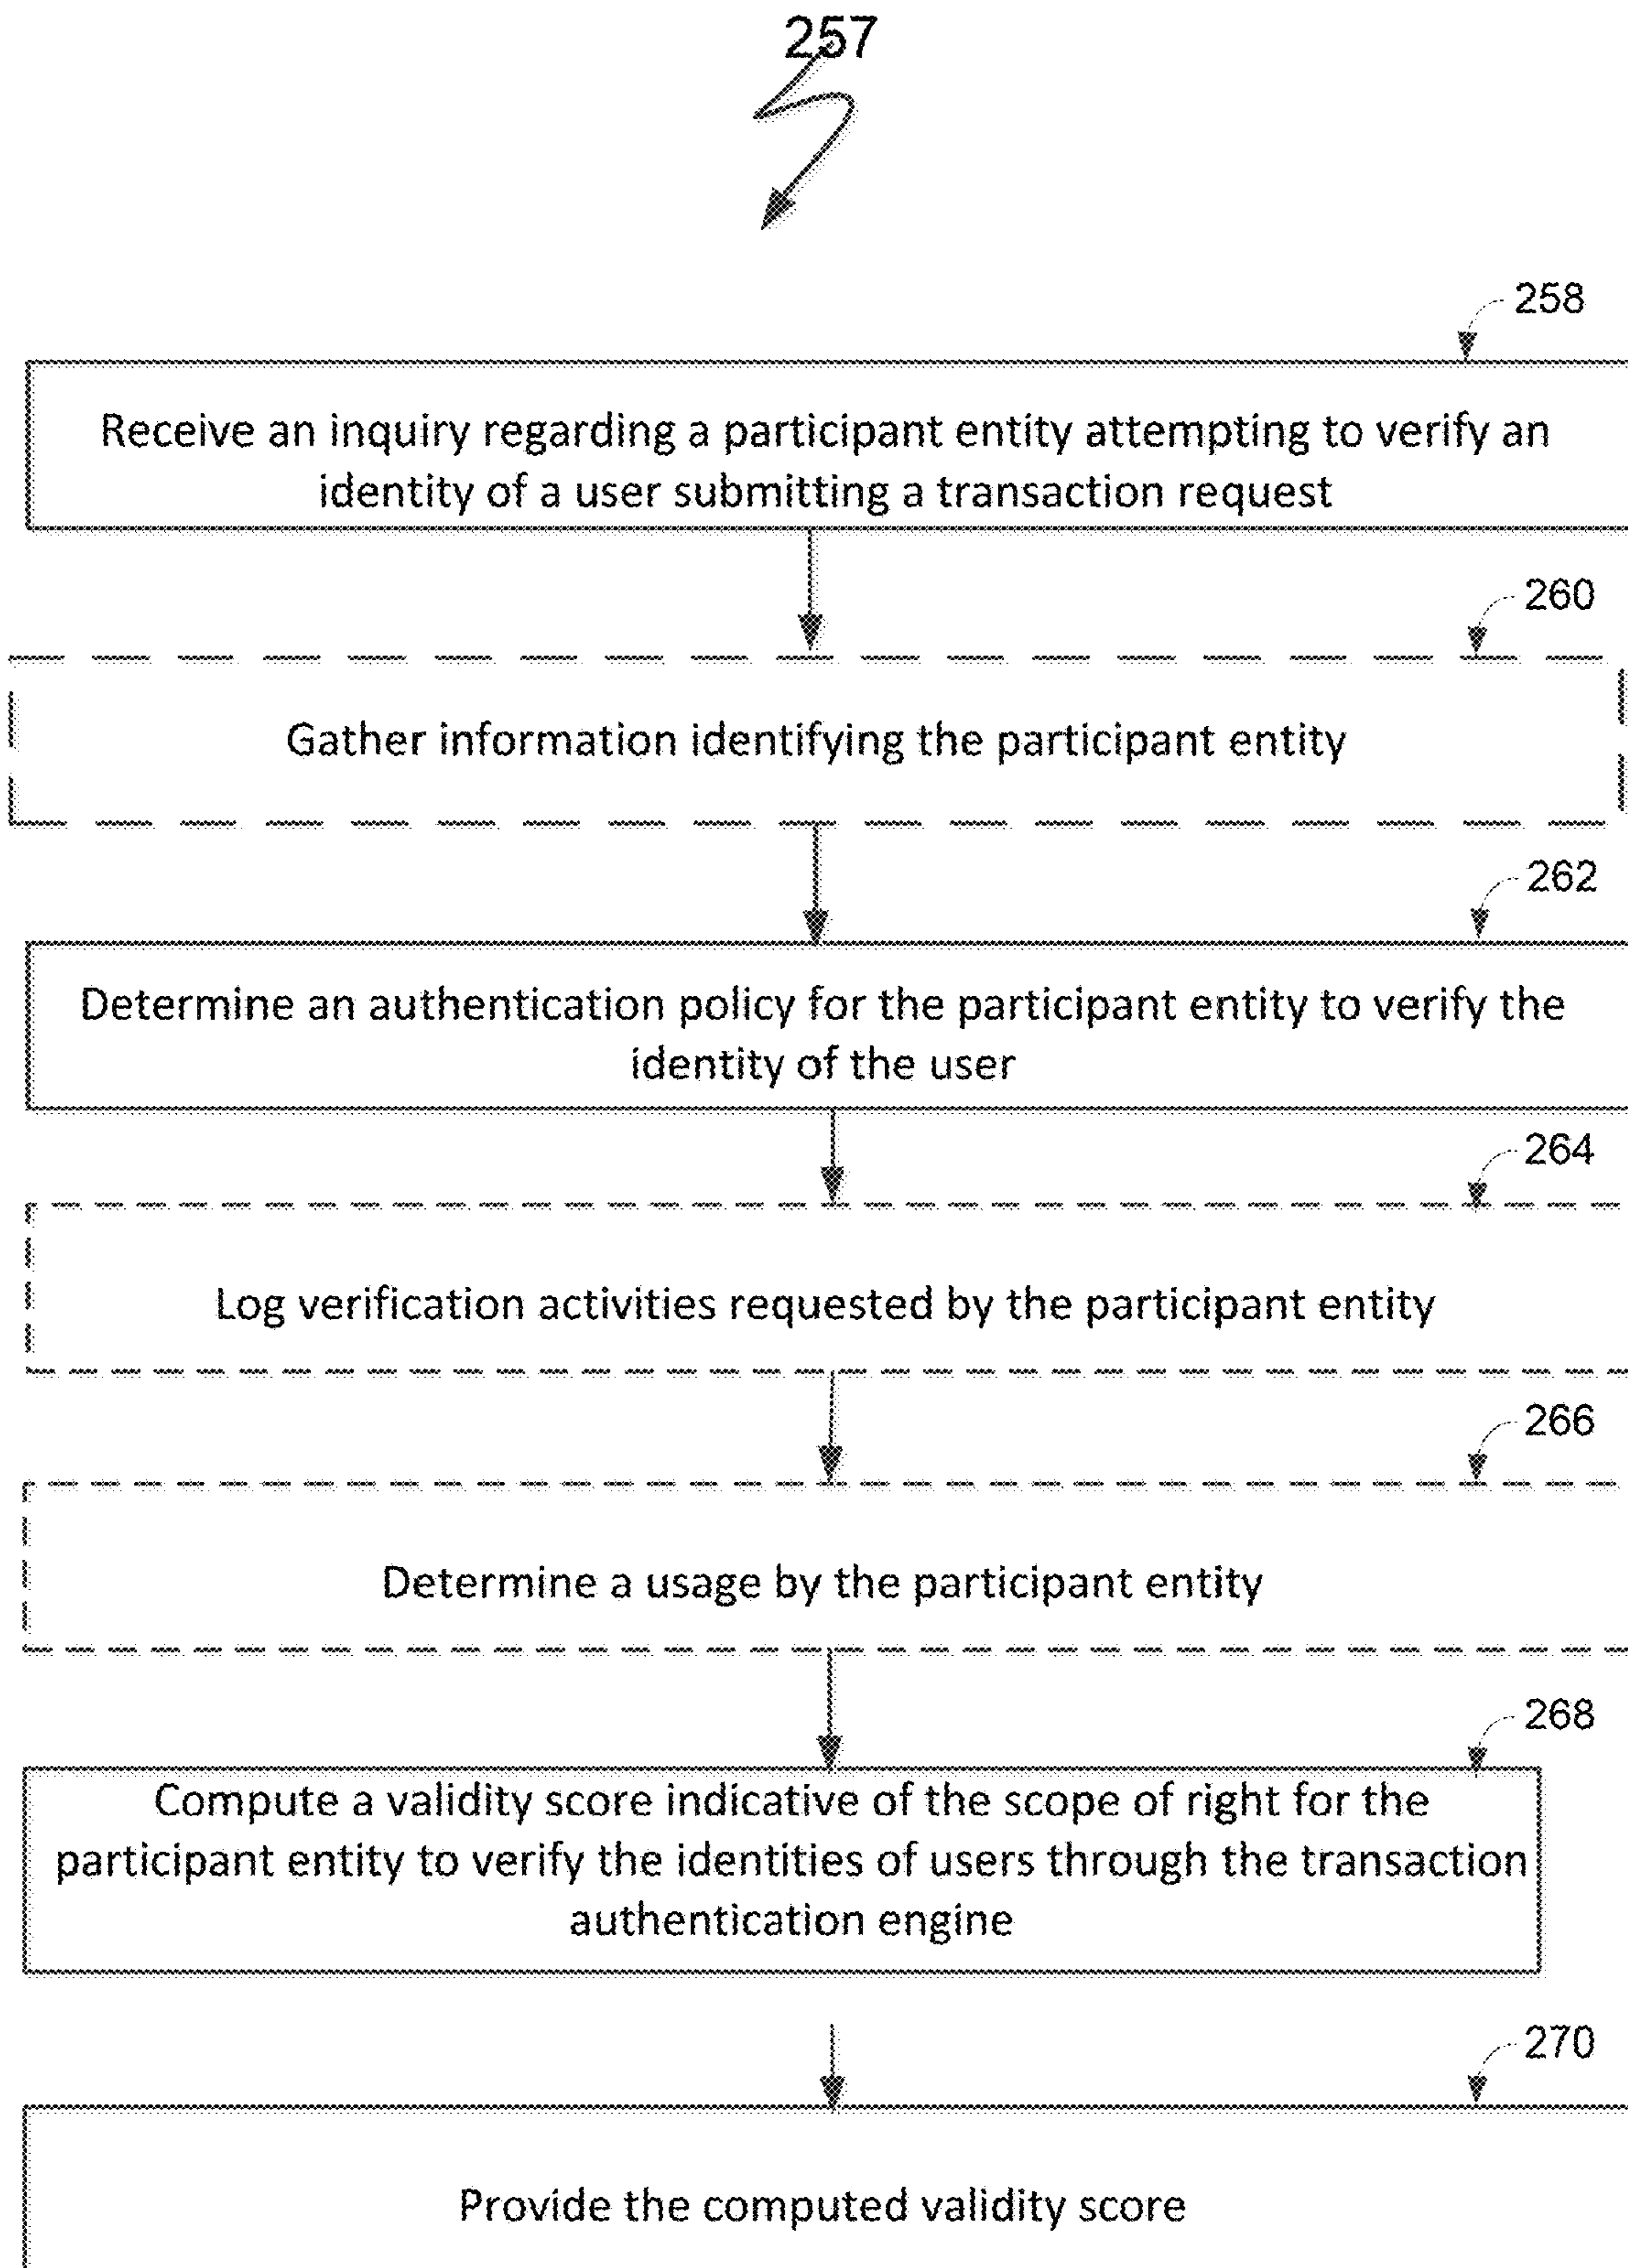 257
258
Receive an inquiry regarding a participant entity attempting to verify an
identity of a user submitting a transaction request
260
Gather information identifying the participant entity
262
Determine an authentication policy for the participant entity to verify the
identity of the user
264
Log verification activities requested by the participant entity
266
Determine a usage by the participant entity
268
Compute a validity score indicative of the scope of right for the
participant entity to verify the identities of users through the transaction
authentication engine
270
Provide the computed validity score